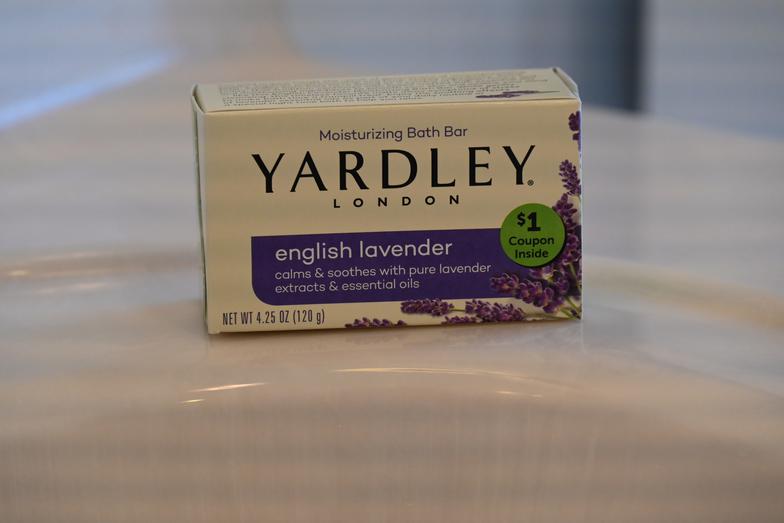 Moisturizing Bath Bar
YARDLEY®
LONDON
$1
Coupon
Inside
english lavender
calms & soothes with pure lavender
extracts & essential oils
NET WT 4.25 OZ (120 g)